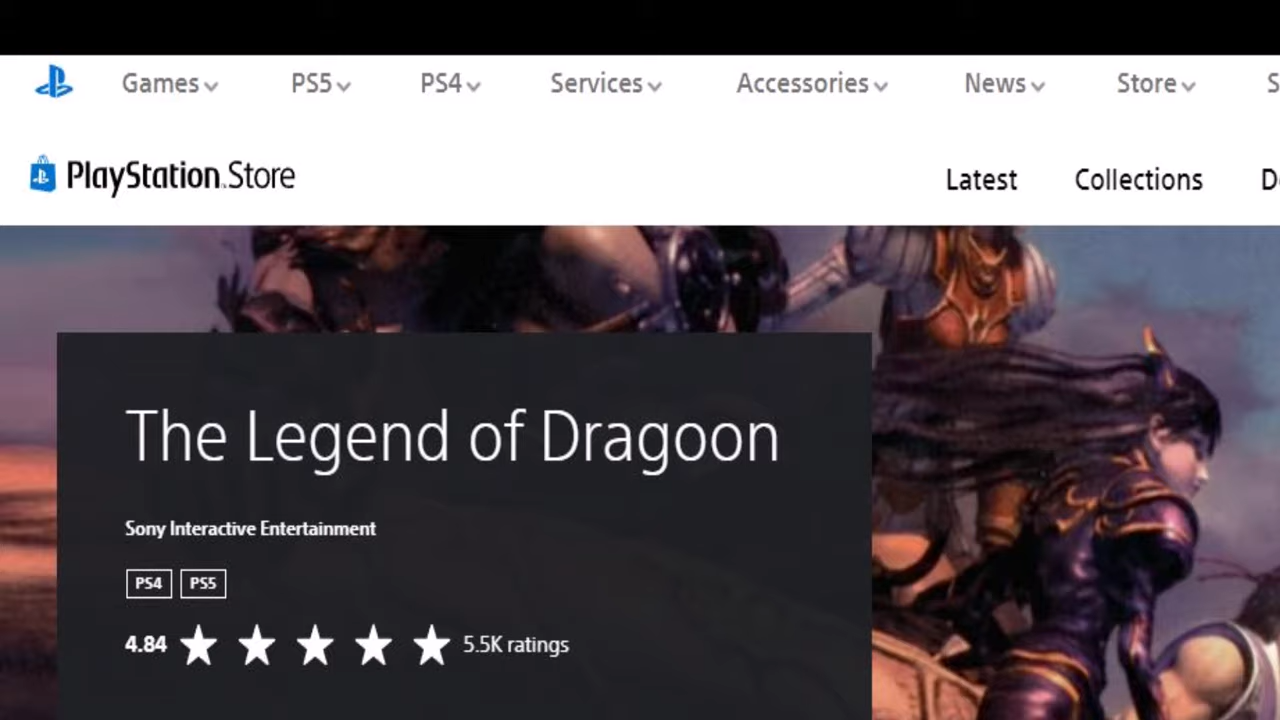 Games PS5 PS4 Services Accessories News Store S
PlayStation Store
Latest Collections D
The Legend of Dragoon
Sony Interactive Entertainment
PS4 PS5
4.84 5.5K ratings